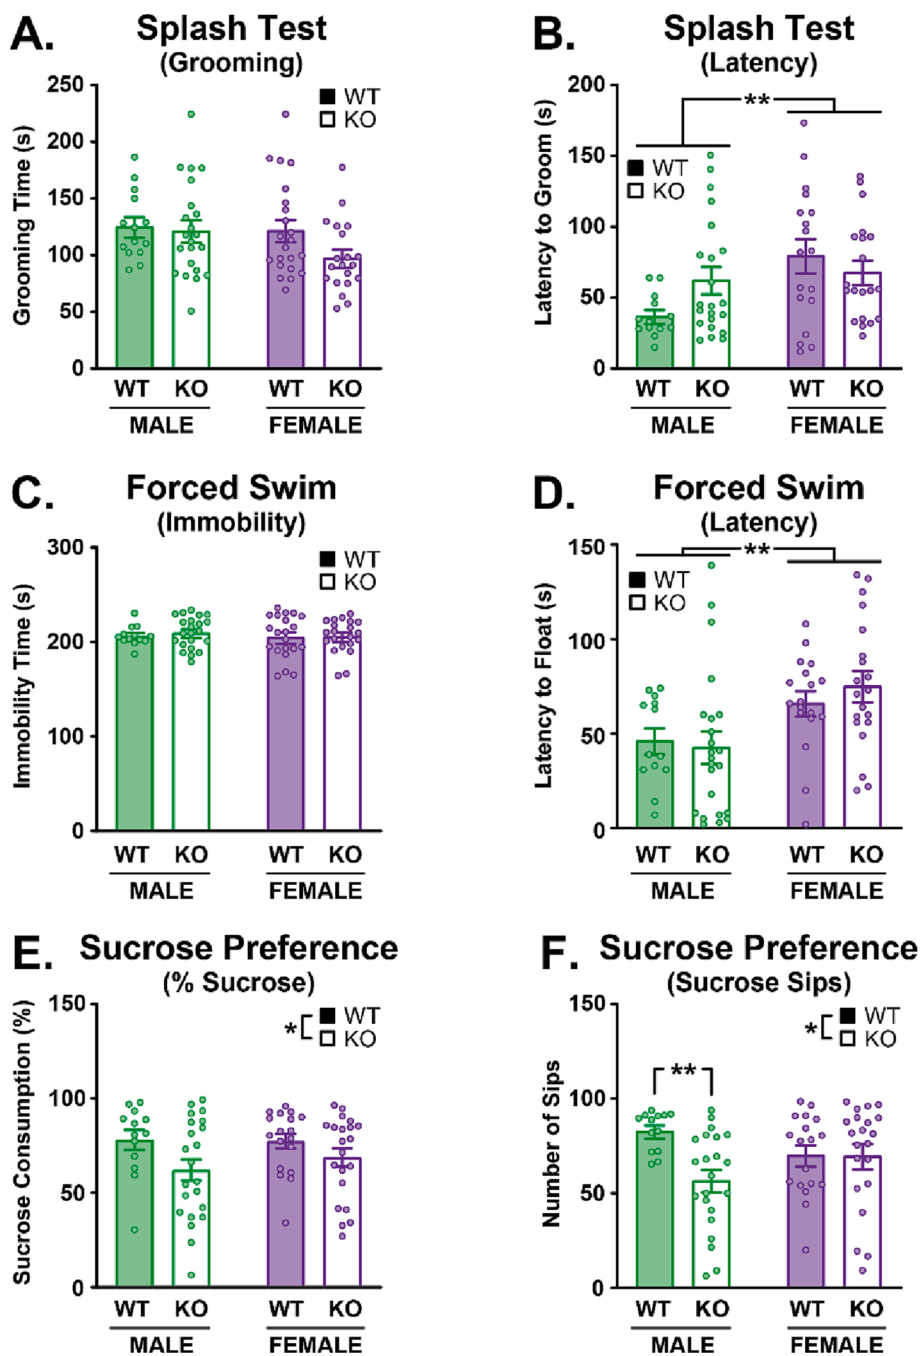 A. Splash Test
(Grooming)
Grooming Time (s)
250
200
150
100
50
0
WT
KO
WT KO WT KO
MALE FEMALE
B. Splash Test
(Latency)
Latency to Groom (s)
200
150
100
50
0
**
WT
KO
WT KO WT KO
MALE FEMALE
C. Forced Swim
(Immobility)
Immobility Time (s)
300
200
100
0
WT
KO
WT KO WT KO
MALE FEMALE
D. Forced Swim
(Latency)
Latency to Float (s)
150
100
50
0
**
WT
KO
WT KO WT KO
MALE FEMALE
E. Sucrose Preference
(% Sucrose)
Sucrose Consumption (%)
150
100
50
0
* WT
KO
WT KO WT KO
MALE FEMALE
F. Sucrose Preference
(Sucrose Sips)
Number of Sips
150
100
50
0
**
* WT
KO
WT KO WT KO
MALE FEMALE